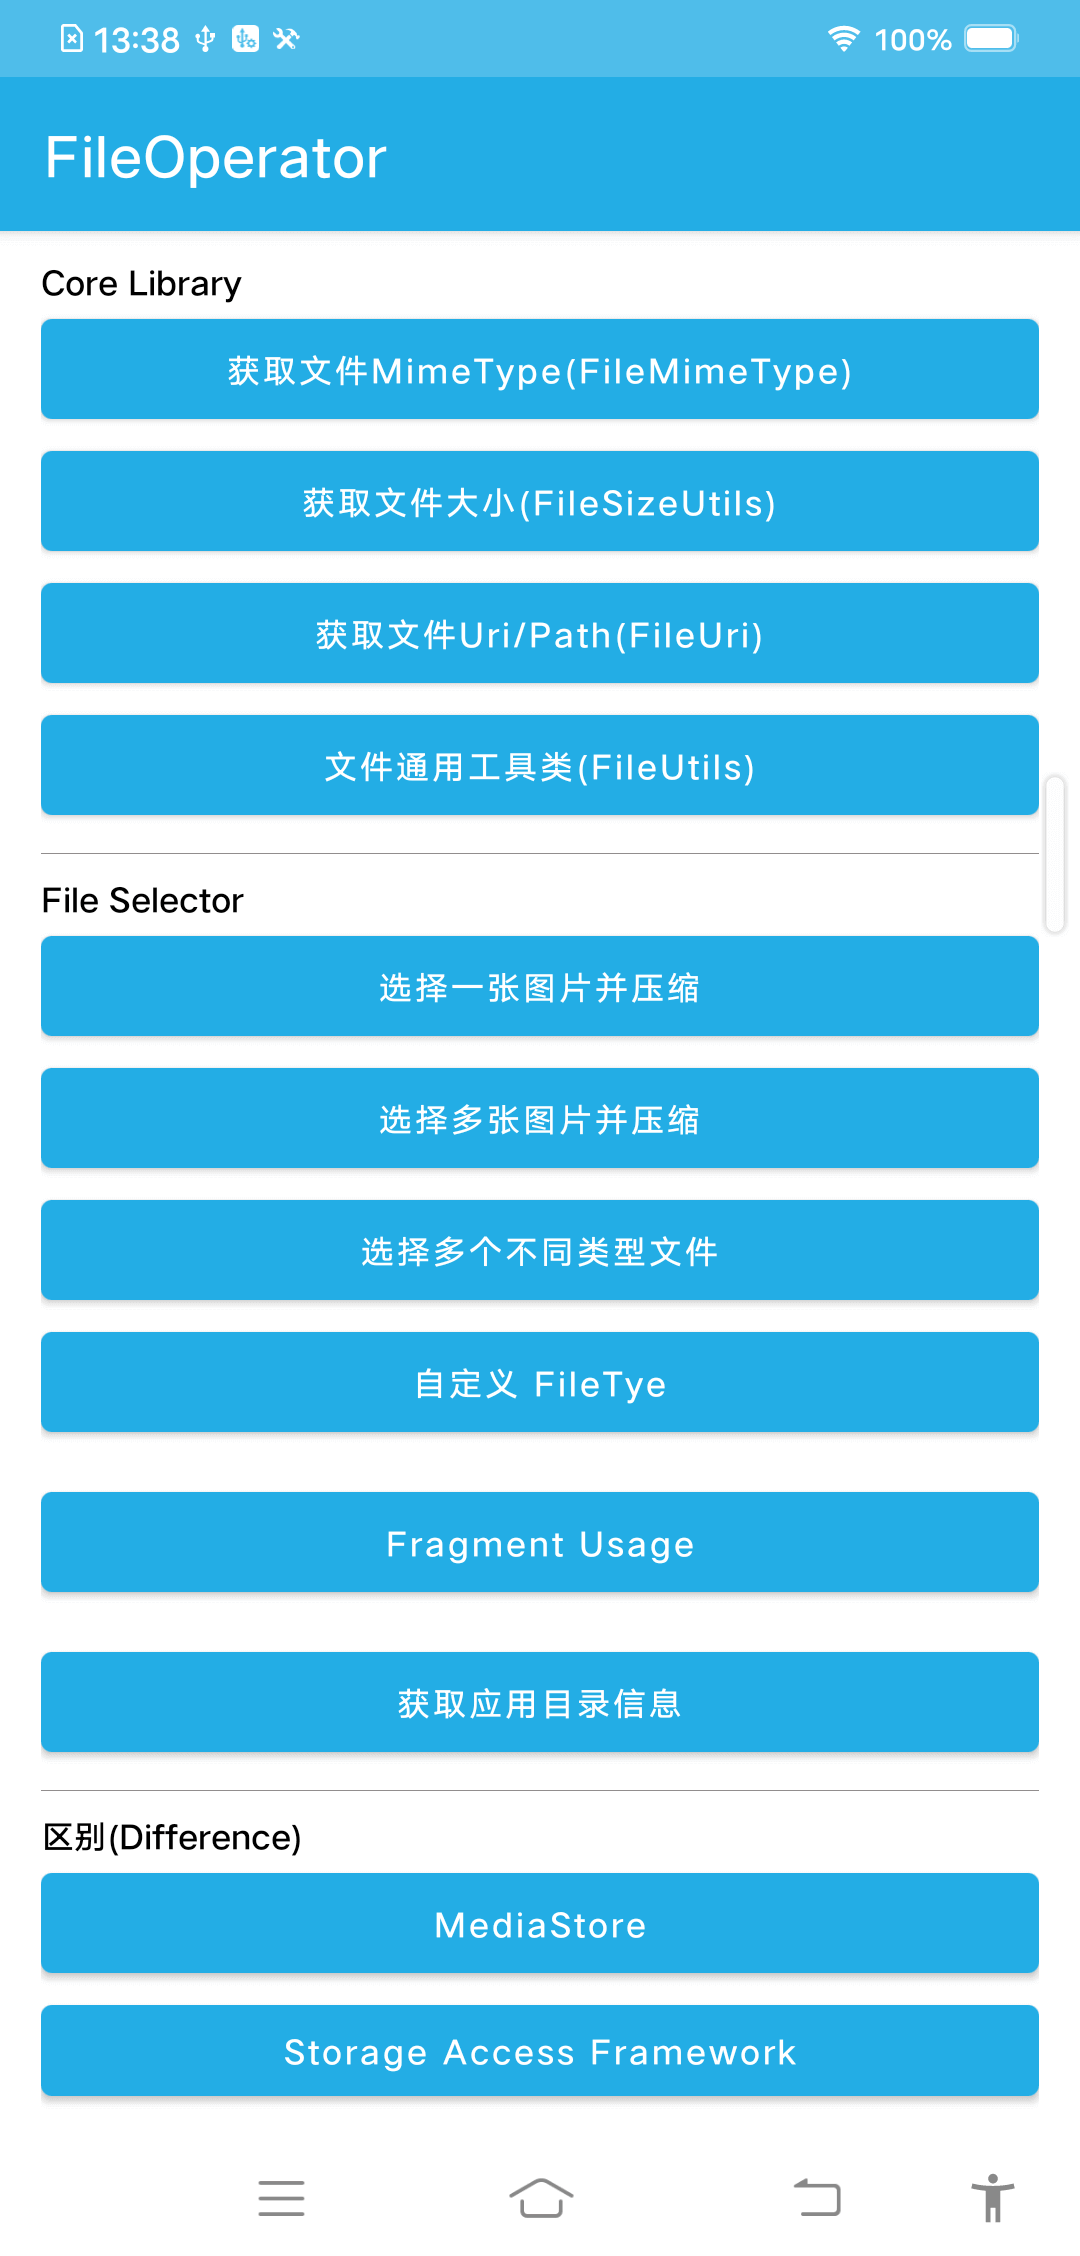 13:38
100%
FileOperator
Core Library
获取文件MimeType(FileMimeType)
获取文件大小(FileSizeUtils)
获取文件Uri/Path(FileUri)
文件通用工具类(FileUtils)
File Selector
选择一张图片并压缩
选择多张图片并压缩
选择多个不同类型文件
自定义 FileTye
Fragment Usage
获取应用目录信息
区别(Difference)
MediaStore
Storage Access Framework